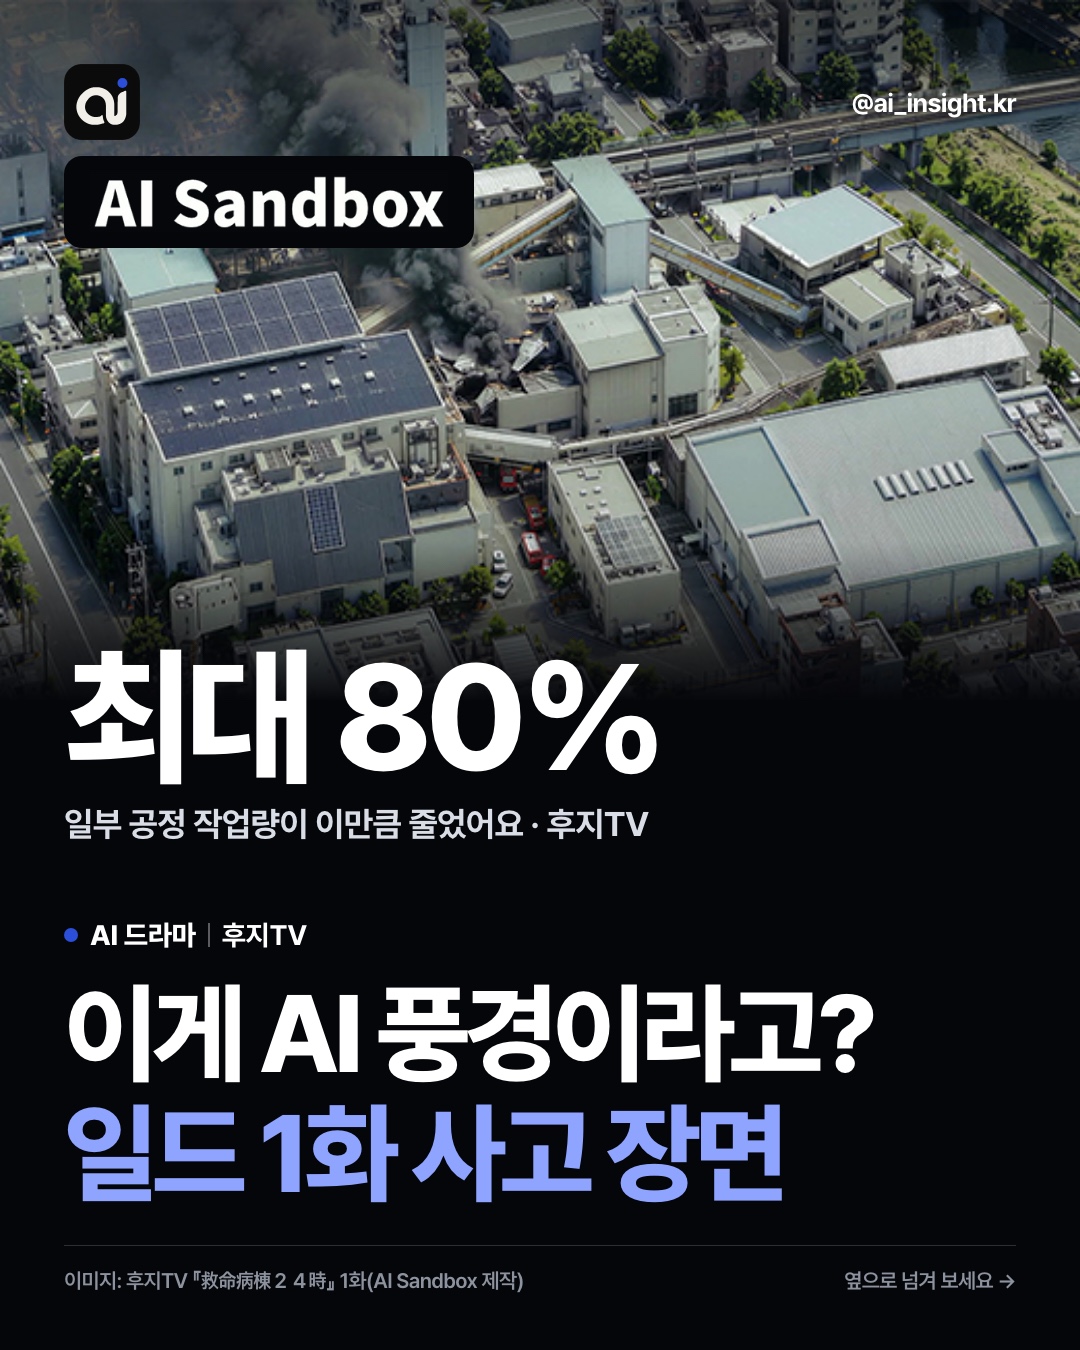 ai
@ai_insight.kr
AI Sandbox
최대 80%
일부 공정 작업량이 이만큼 줄었어요 · 후지TV
AI 드라마 | 후지TV
이게 AI 풍경이라고?
일드 1화 사고 장면
이미지: 후지TV 『救命病棟２４時』 1화(AI Sandbox 제작)
옆으로 넘겨 보세요 →